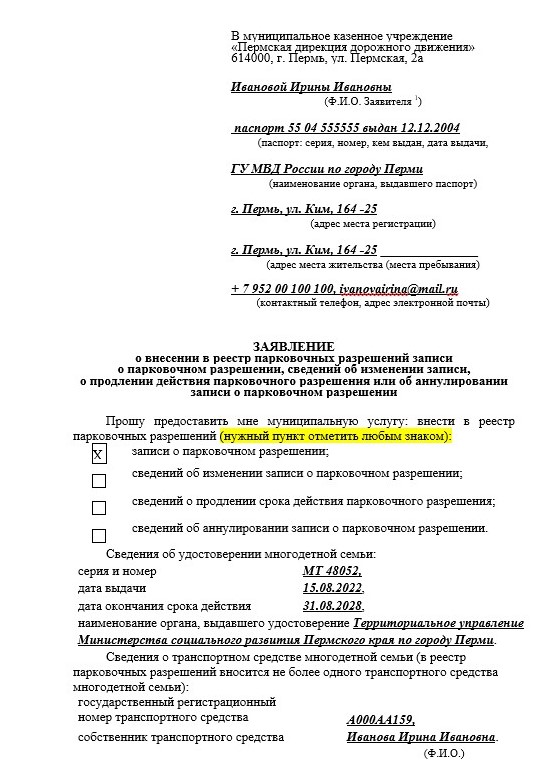 В муниципальное казенное учреждение
«Пермская дирекция дорожного движения»
614000, г. Пермь, ул. Пермская, 2а
Ивановой Ирины Ивановны
(Ф.И.О. Заявителя 1)
паспорт 55 04 555555 выдан 12.12.2004
(паспорт: серия, номер, кем выдан, дата выдачи,
ГУ МВД России по городу Перми
(наименование органа, выдавшего паспорт)
г. Пермь, ул. Ким, 164 -25
(адрес места регистрации)
г. Пермь, ул. Ким, 164 -25
(адрес места жительства (места пребывания)
+ 7 952 00 100 100, ivanovairina@mail.ru
(контактный телефон, адрес электронной почты)
ЗАЯВЛЕНИЕ
о внесении в реестр парковочных разрешений записи
о парковочном разрешении, сведений об изменении записи,
о продлении действия парковочного разрешения или об аннулировании
записи о парковочном разрешении
Прошу предоставить мне муниципальную услугу: внести в реестр
парковочных разрешений (нужный пункт отметить любым знаком):
X записи о парковочном разрешении;
сведений об изменении записи о парковочном разрешении;
сведений о продлении срока действия парковочного разрешения;
сведений об аннулировании записи о парковочном разрешении.
Сведения об удостоверении многодетной семьи:
серия и номер МТ 48052,
дата выдачи 15.08.2022,
дата окончания срока действия 31.08.2028,
наименование органа, выдавшего удостоверение Территориальное управление
Министерства социального развития Пермского края по городу Перми.
Сведения о транспортном средстве многодетной семьи (в реестр
парковочных разрешений вносится не более одного транспортного средства
многодетной семьи):
государственный регистрационный
номер транспортного средства А000АА159,
собственник транспортного средства Иванова Ирина Ивановна.
(Ф.И.О.)